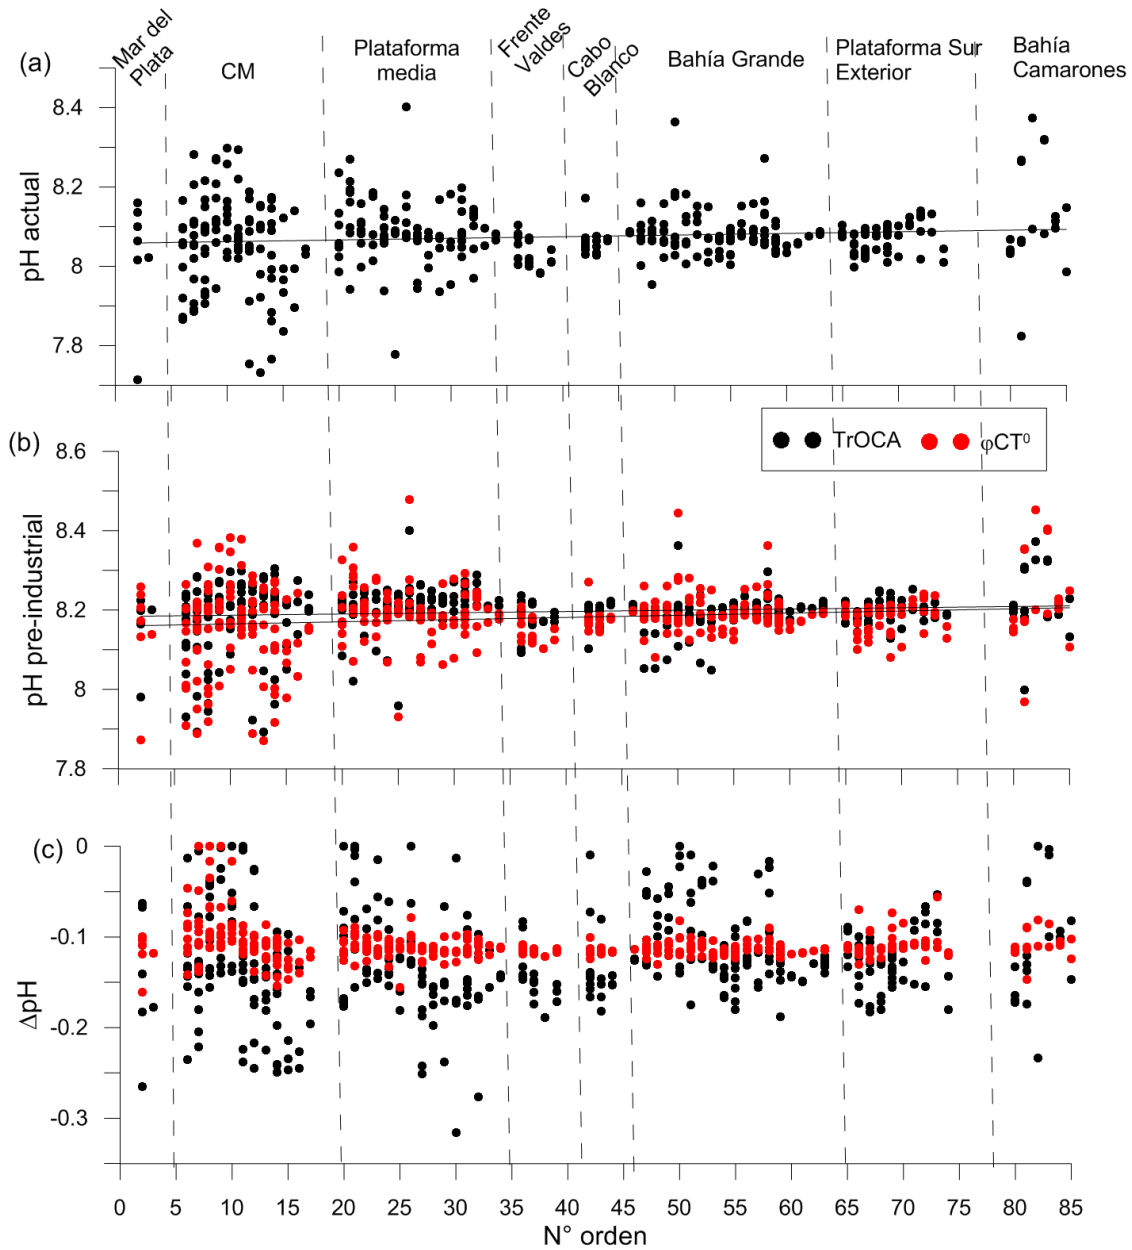 (a)
Mar del
Plata
CM
Plataforma
media
Frente
Valdes
Cabo
Blanco
Bahía Grande
Plataforma Sur
Exterior
Bahía
Camarones
pH actual
8.4
8.2
8
7.8
(b)
TrOCA
φCT⁰
pH pre-industrial
8.6
8.4
8.2
8
7.8
(c)
ΔpH
0
-0.1
-0.2
-0.3
0 5 10 15 20 25 30 35 40 45 50 55 60 65 70 75 80 85
N° orden